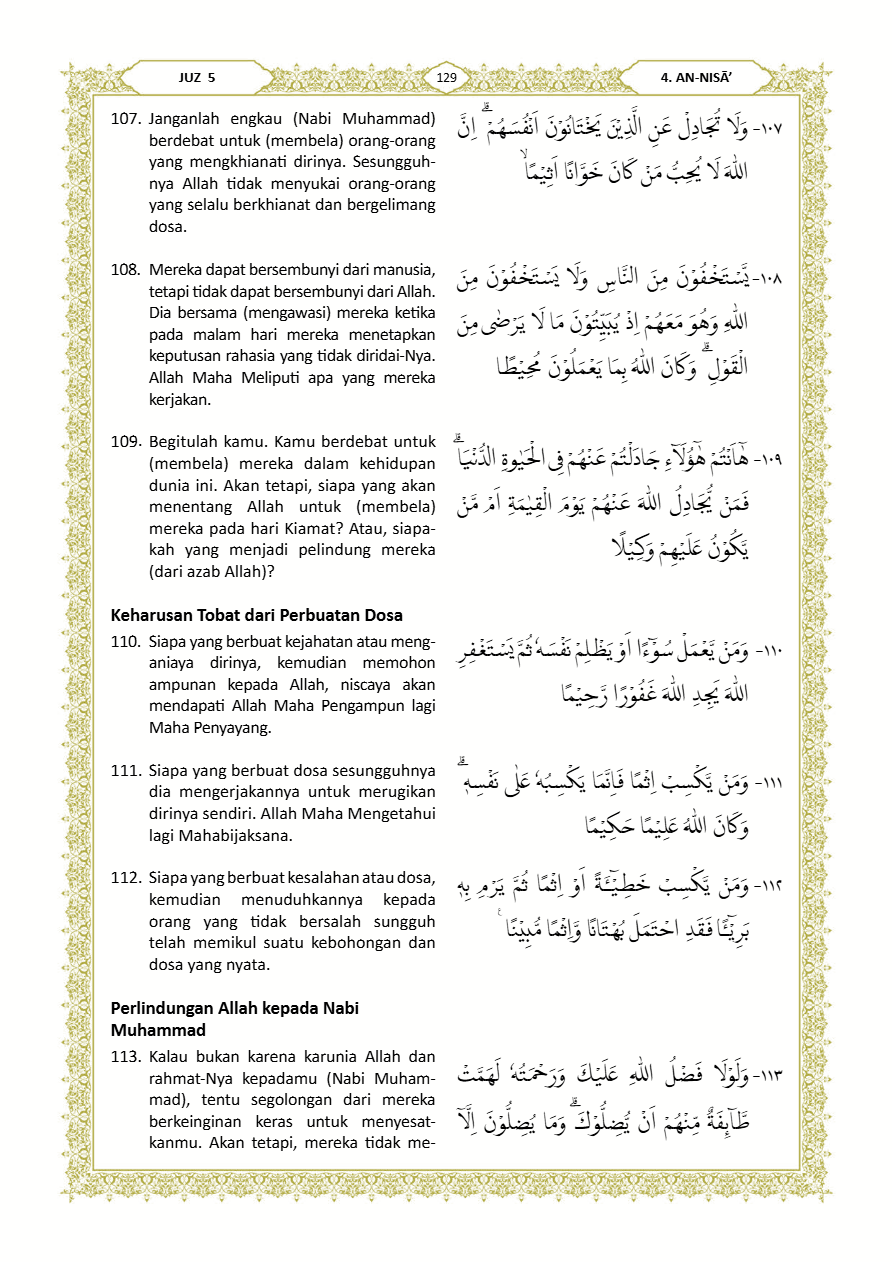 JUZ 5
129
4. AN-NISĀ’
107. Janganlah engkau (Nabi Muhammad)
berdebat untuk (membela) orang-orang
yang mengkhianati dirinya. Sesungguh-
nya Allah tidak menyukai orang-orang
yang selalu berkhianat dan bergelimang
dosa.
١٠٧- وَلَا تُجَادِلْ عَنِ الَّذِيْنَ يَخْتَانُوْنَ اَنْفُسَهُمْۗ اِنَّ
اللّٰهَ لَا يُحِبُّ مَنْ كَانَ خَوَّانًا اَثِيْمًاۙ
108. Mereka dapat bersembunyi dari manusia,
tetapi tidak dapat bersembunyi dari Allah.
Dia bersama (mengawasi) mereka ketika
pada malam hari mereka menetapkan
keputusan rahasia yang tidak diridai-Nya.
Allah Maha Meliputi apa yang mereka
kerjakan.
١٠٨- يَّسْتَخْفُوْنَ مِنَ النَّاسِ وَلَا يَسْتَخْفُوْنَ مِنَ
اللّٰهِ وَهُوَ مَعَهُمْ اِذْ يُبَيِّتُوْنَ مَا لَا يَرْضٰى مِنَ
الْقَوْلِۗ وَكَانَ اللّٰهُ بِمَا يَعْمَلُوْنَ مُحِيْطًا
109. Begitulah kamu. Kamu berdebat untuk
(membela) mereka dalam kehidupan
dunia ini. Akan tetapi, siapa yang akan
menentang Allah untuk (membela)
mereka pada hari Kiamat? Atau, siapa-
kah yang menjadi pelindung mereka
(dari azab Allah)?
١٠٩- هٰٓاَنْتُمْ هٰٓؤُلَاۤءِ جَادَلْتُمْ عَنْهُمْ فِى الْحَيٰوةِ الدُّنْيَاۗ
فَمَنْ يُّجَادِلُ اللّٰهَ عَنْهُمْ يَوْمَ الْقِيٰمَةِ اَمْ مَّنْ
يَّكُوْنُ عَلَيْهِمْ وَكِيْلًا
Keharusan Tobat dari Perbuatan Dosa
110. Siapa yang berbuat kejahatan atau meng-
aniaya dirinya, kemudian memohon
ampunan kepada Allah, niscaya akan
mendapati Allah Maha Pengampun lagi
Maha Penyayang.
١١٠- وَمَنْ يَّعْمَلْ سُوْۤءًا اَوْ يَظْلِمْ نَفْسَهٗ ثُمَّ يَسْتَغْفِرِ
اللّٰهَ يَجِدِ اللّٰهَ غَفُوْرًا رَّحِيْمًا
111. Siapa yang berbuat dosa sesungguhnya
dia mengerjakannya untuk merugikan
dirinya sendiri. Allah Maha Mengetahui
lagi Mahabijaksana.
١١١- وَمَنْ يَّكْسِبْ اِثْمًا فَاِنَّمَا يَكْسِبُهٗ عَلٰى نَفْسِهٖۗ
وَكَانَ اللّٰهُ عَلِيْمًا حَكِيْمًا
112. Siapa yang berbuat kesalahan atau dosa,
kemudian menuduhkannya kepada
orang yang tidak bersalah sungguh
telah memikul suatu kebohongan dan
dosa yang nyata.
١١٢- وَمَنْ يَّكْسِبْ خَطِيْۤـَٔةً اَوْ اِثْمًا ثُمَّ يَرْمِ بِهٖ
بَرِيْۤـًٔا فَقَدِ احْتَمَلَ بُهْتَانًا وَّاِثْمًا مُّبِيْنًا ࣖ
Perlindungan Allah kepada Nabi
Muhammad
113. Kalau bukan karena karunia Allah dan
rahmat-Nya kepadamu (Nabi Muham-
mad), tentu segolongan dari mereka
berkeinginan keras untuk menyesat-
kanmu. Akan tetapi, mereka tidak me-
١١٣- وَلَوْلَا فَضْلُ اللّٰهِ عَلَيْكَ وَرَحْمَتُهٗ لَهَمَّتْ
طَّاۤىِٕفَةٌ مِّنْهُمْ اَنْ يُّضِلُّوْكَۗ وَمَا يُضِلُّوْنَ اِلَّآ